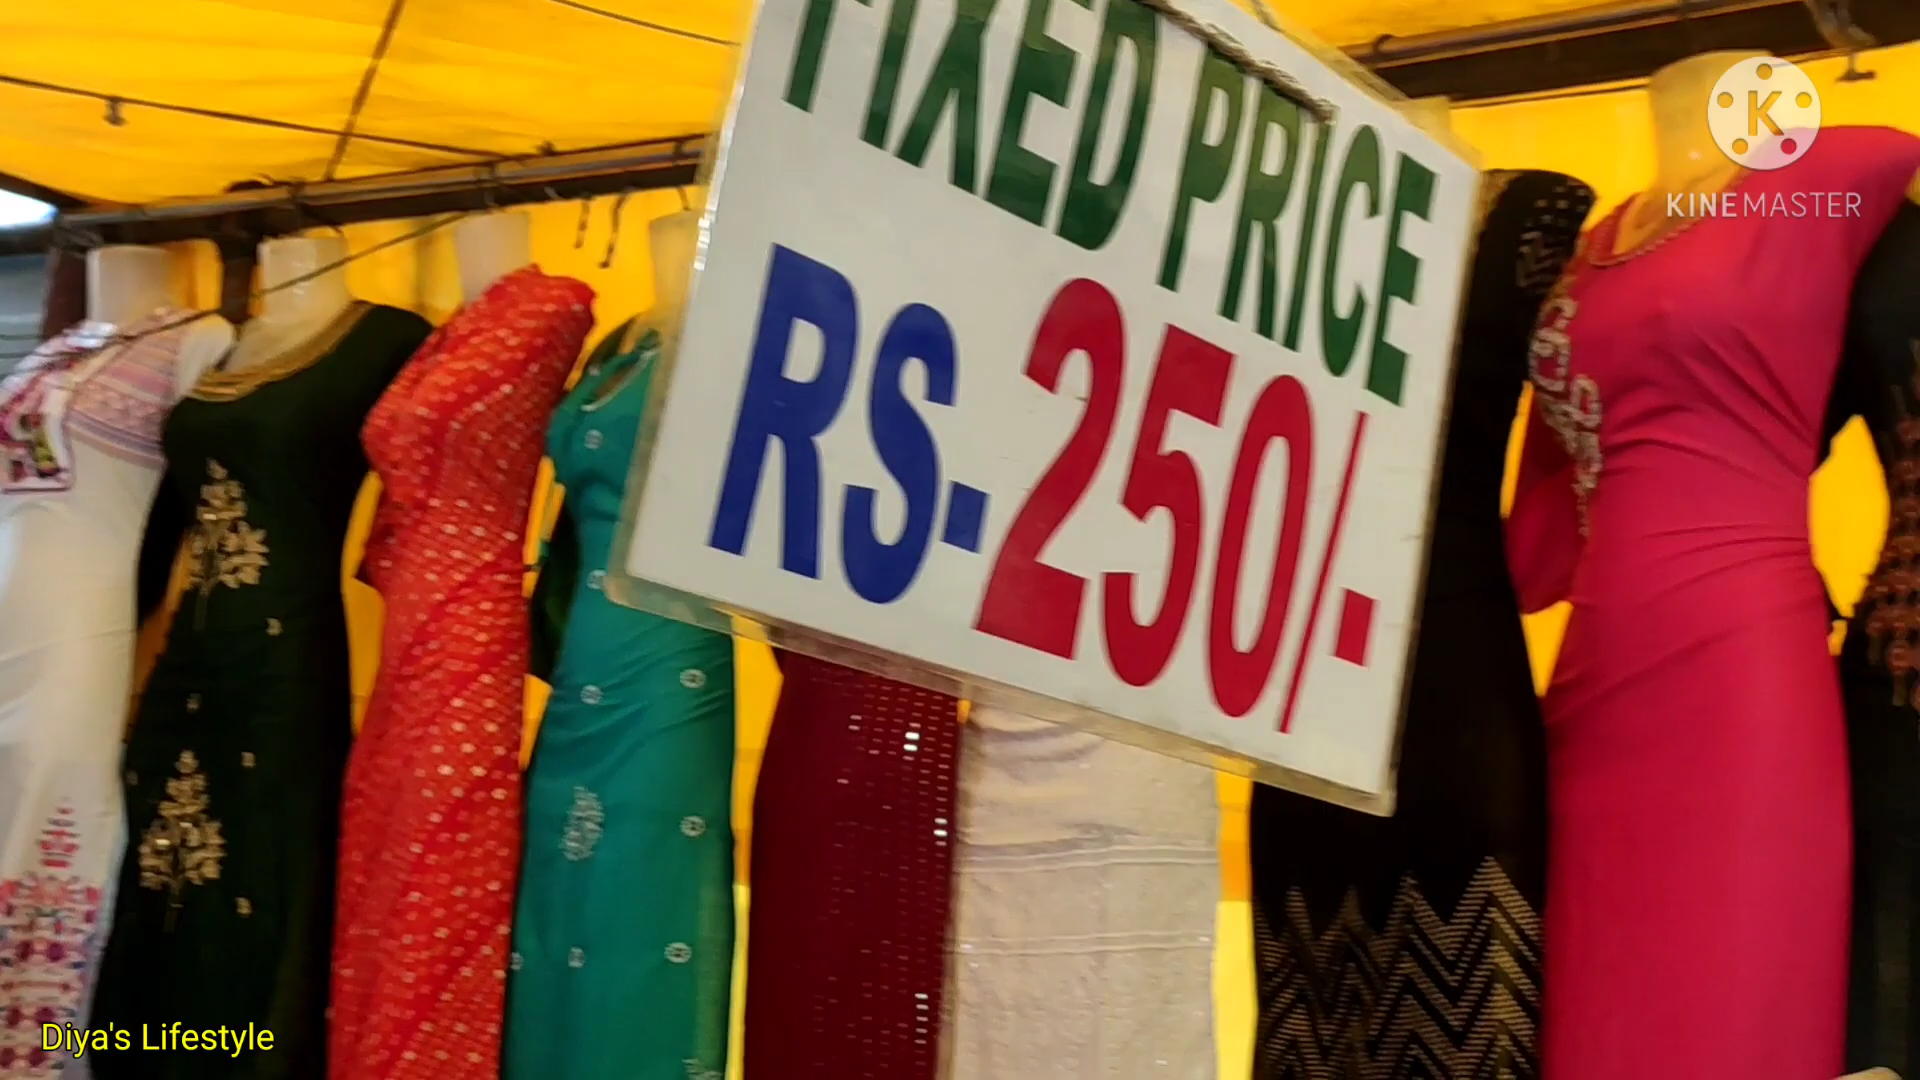 FIXED PRICE
RS-250/-
K
KINEMASTER
Diya's Lifestyle